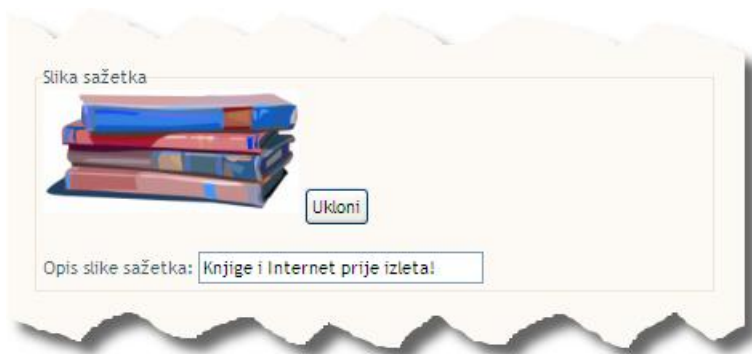 Slika sažetka
Ukloni
Opis slike sažetka: Knjige i Internet prije izleta!